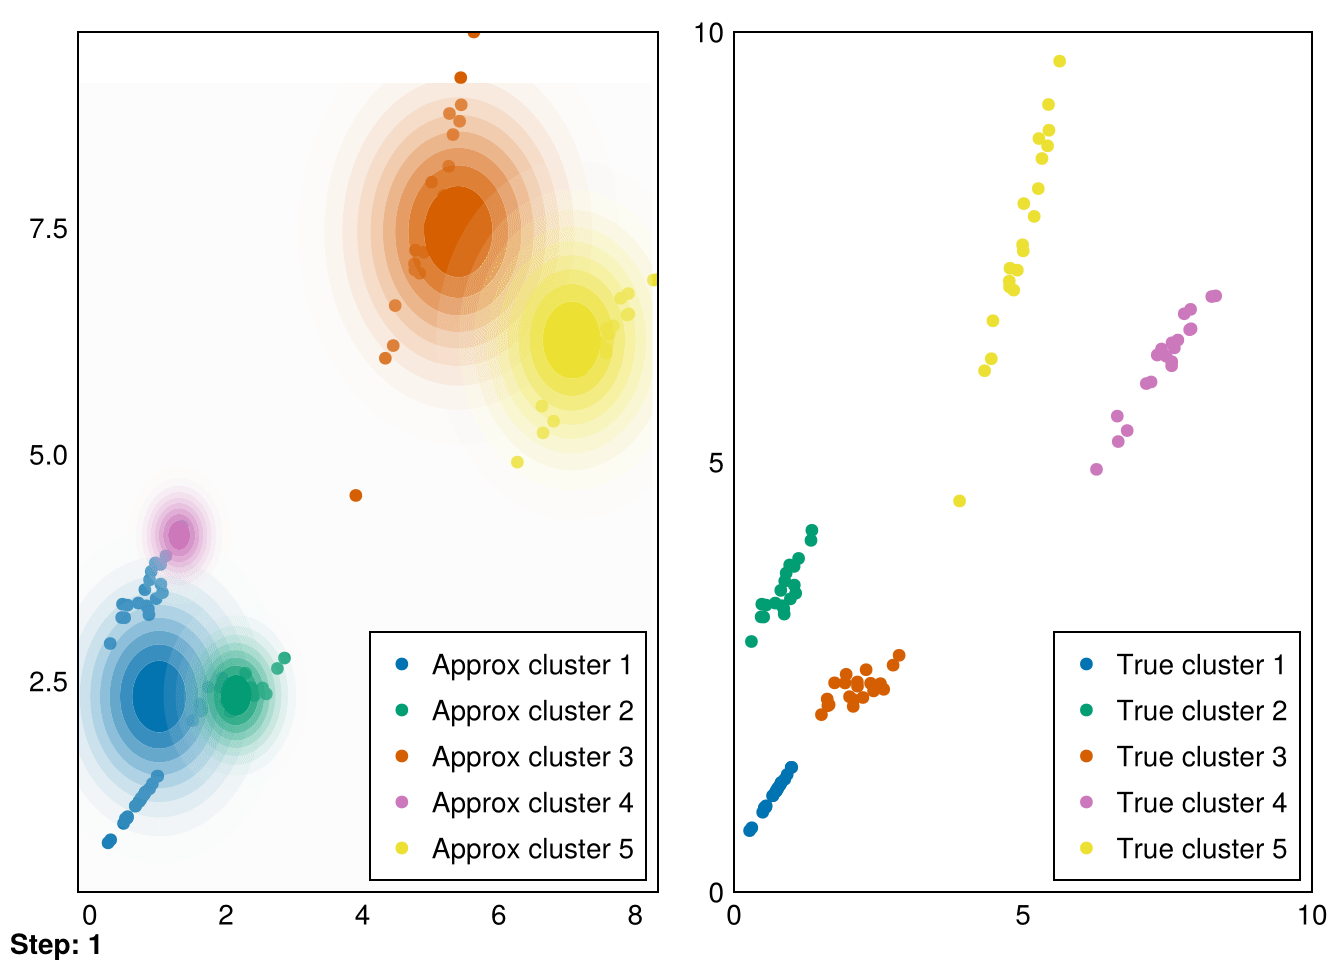 7.5
5.0
2.5
0 2 4 6 8
Approx cluster 1
Approx cluster 2
Approx cluster 3
Approx cluster 4
Approx cluster 5
Step: 1
10
5
0
0 5 10
True cluster 1
True cluster 2
True cluster 3
True cluster 4
True cluster 5